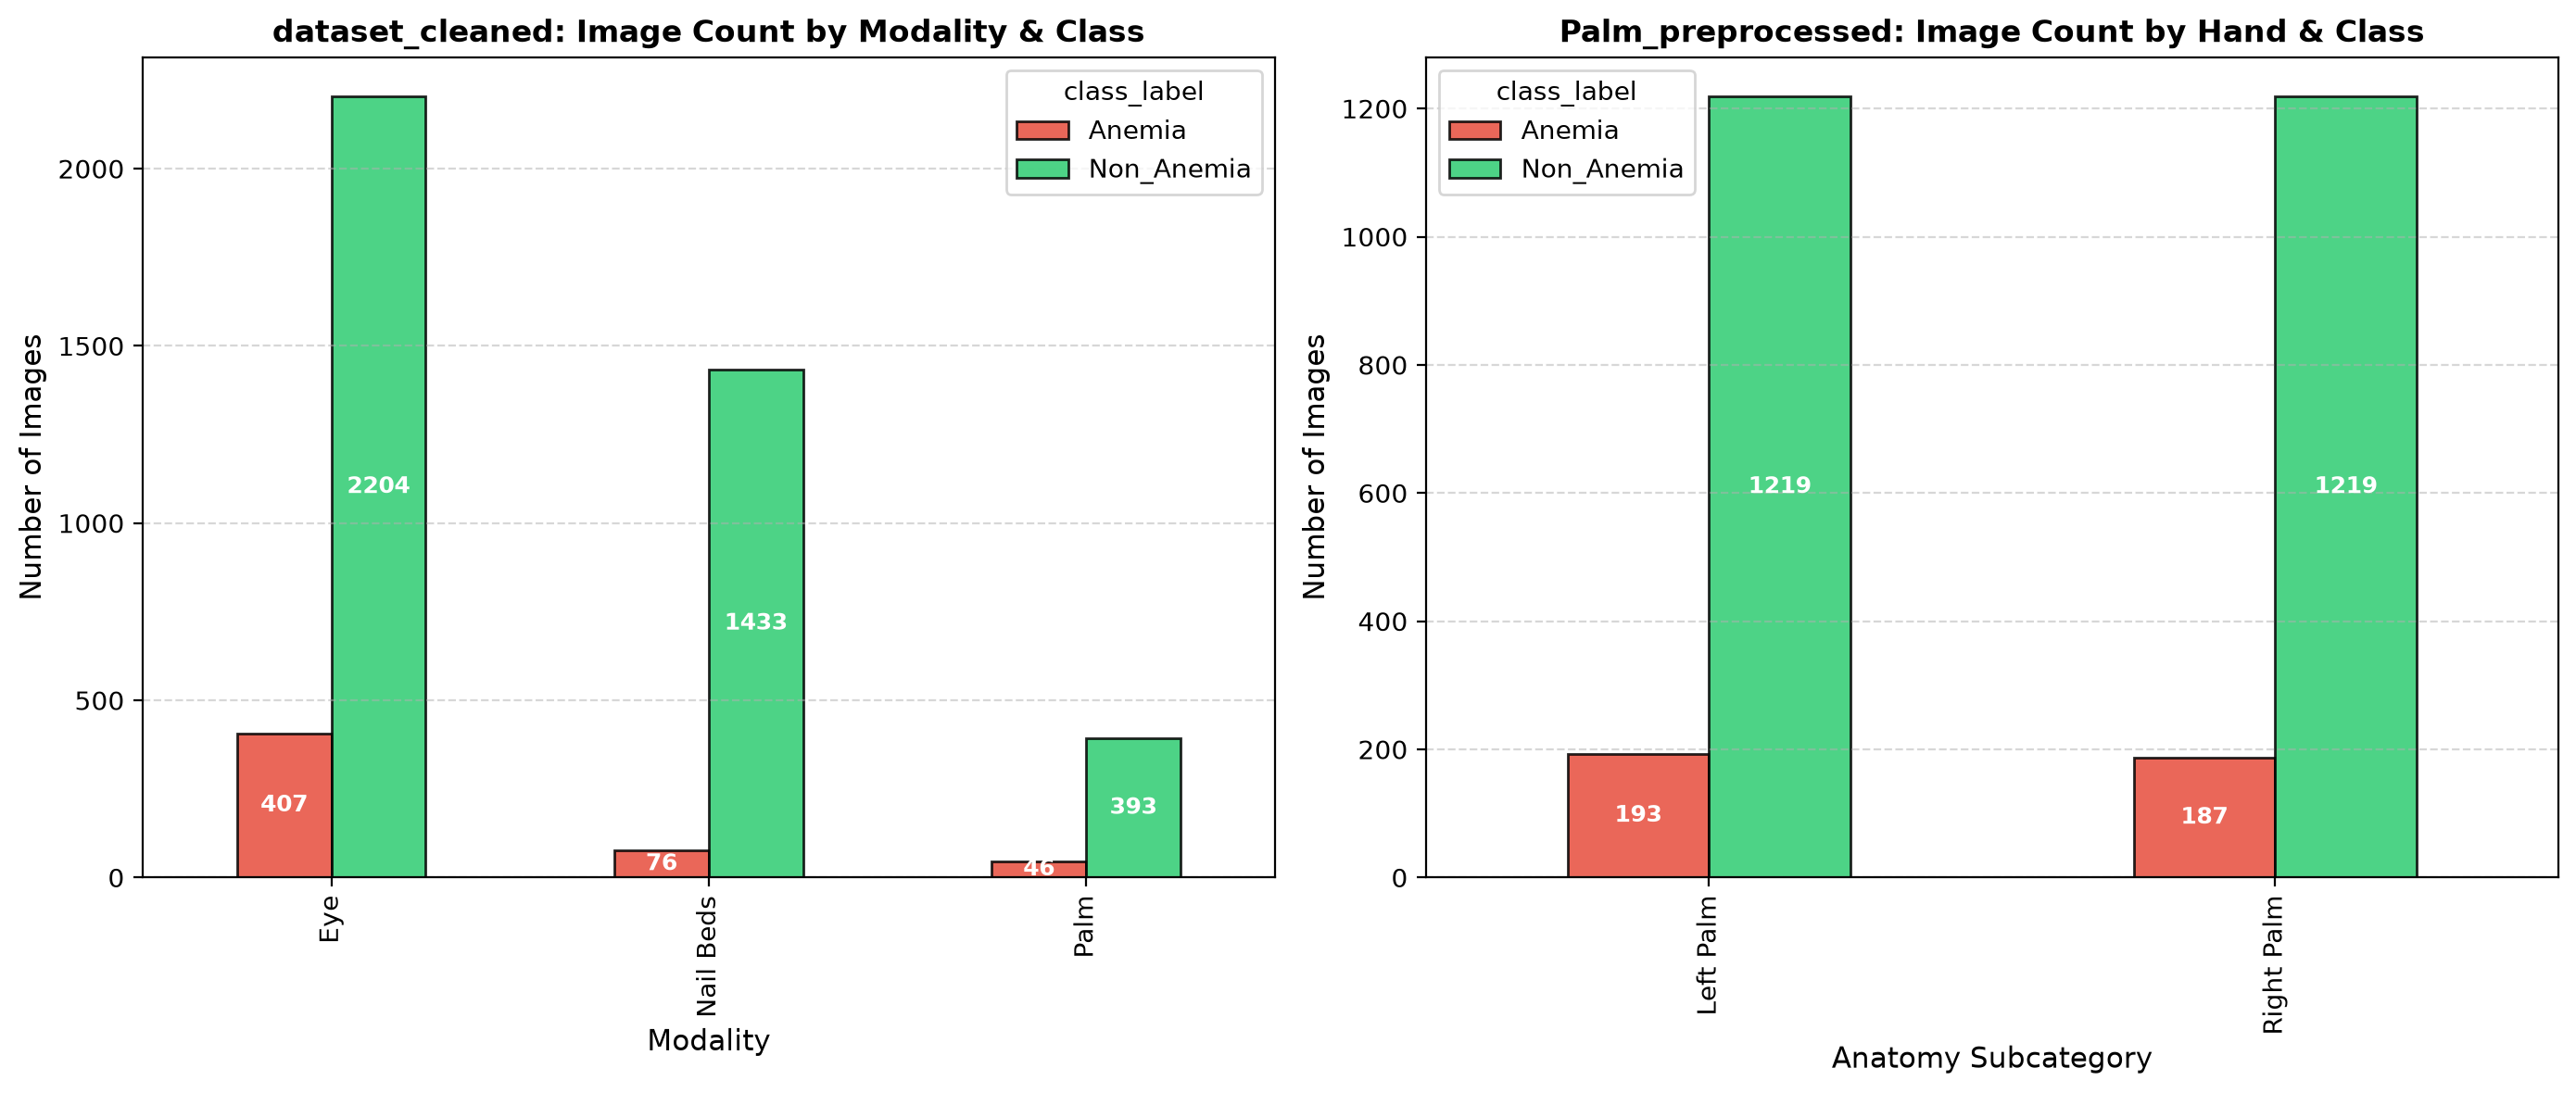 dataset_cleaned: Image Count by Modality & Class
Number of Images
2000
1500
1000
500
0
class_label
Anemia
Non_Anemia
407
2204
76
1433
46
393
Eye
Nail Beds
Palm
Modality
Palm_preprocessed: Image Count by Hand & Class
Number of Images
1200
1000
800
600
400
200
0
class_label
Anemia
Non_Anemia
193
1219
187
1219
Left Palm
Right Palm
Anatomy Subcategory